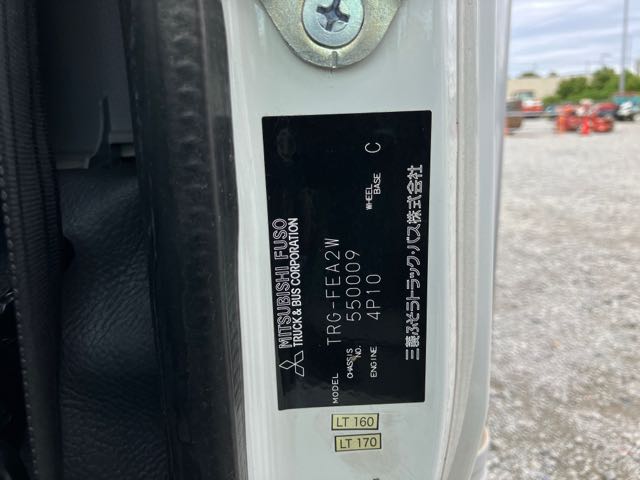 MITSUBISHI FUSO
TRUCK & BUS CORPORATION
MODEL TRG-FEA2W
CHASSIS NO. 550009
ENGINE 4P10 WHEEL BASE C
三菱ふそうトラック・バス株式会社
LT 160
LT 170